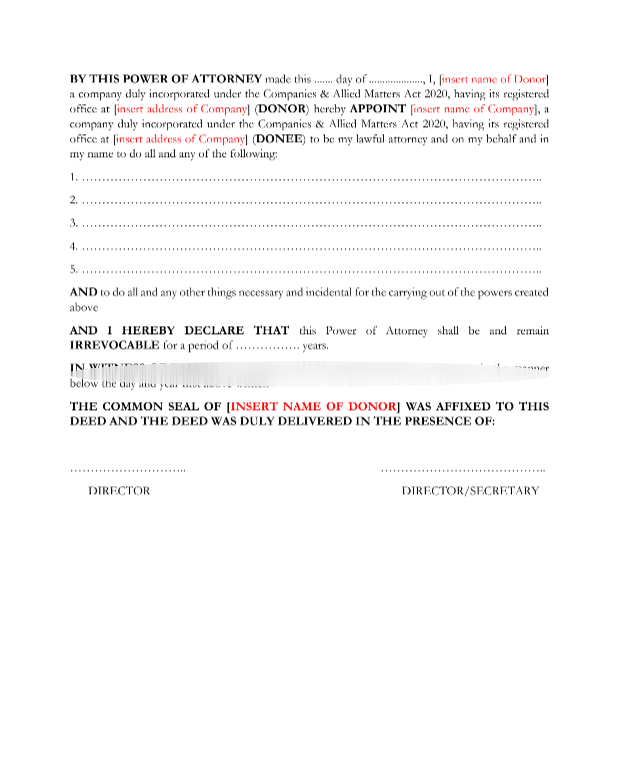 BY THIS POWER OF ATTORNEY made this ....... day of ...................., I, [insert name of Donor]
a company duly incorporated under the Companies & Allied Matters Act 2020, having its registered
office at [insert address of Company] (DONOR) hereby APPOINT [insert name of Company], a
company duly incorporated under the Companies & Allied Matters Act 2020, having its registered
office at [insert address of Company] (DONEE) to be my lawful attorney and on my behalf and in
my name to do all and any of the following:
1. …………………………………………………………………………………..
2. …………………………………………………………………………………..
3. …………………………………………………………………………………..
4. …………………………………………………………………………………..
5. …………………………………………………………………………………..
AND to do all and any other things necessary and incidental for the carrying out of the powers created
above
AND I HEREBY DECLARE THAT this Power of Attorney shall be and remain
IRREVOCABLE for a period of ……………. years.
IN
below the day and year
THE COMMON SEAL OF [INSERT NAME OF DONOR] WAS AFFIXED TO THIS
DEED AND THE DEED WAS DULY DELIVERED IN THE PRESENCE OF:
……………………….. …………………………………..
DIRECTOR DIRECTOR/SECRETARY